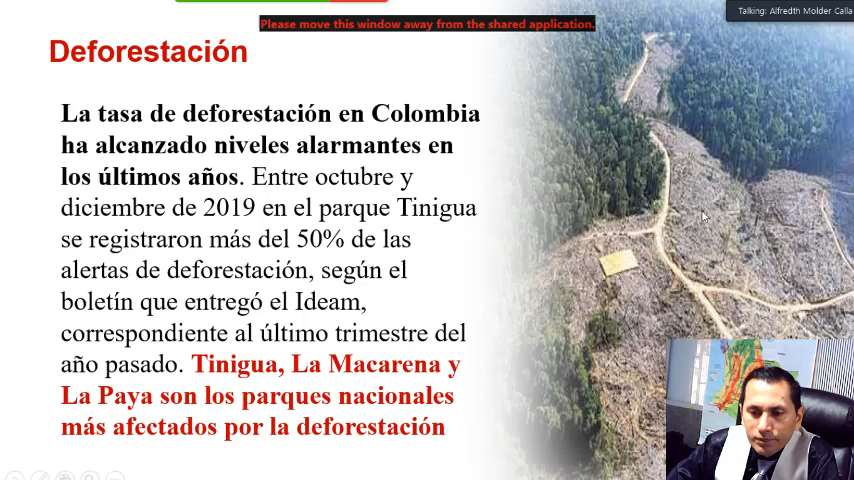 Talking: Alfredth Molder Calla
Please move this window away from the shared application.
Deforestación
La tasa de deforestación en Colombia
ha alcanzado niveles alarmantes en
los últimos años. Entre octubre y
diciembre de 2019 en el parque Tinigua
se registraron más del 50% de las
alertas de deforestación, según el
boletín que entregó el Ideam,
correspondiente al último trimestre del
año pasado. Tinigua, La Macarena y
La Paya son los parques nacionales
más afectados por la deforestación